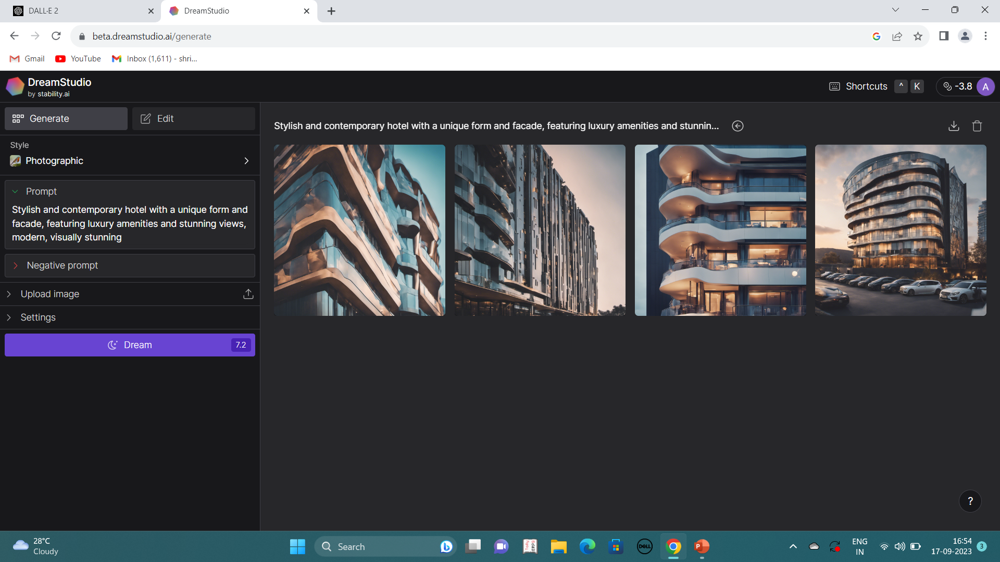 DALL·E 2
DreamStudio
beta.dreamstudio.ai/generate
Gmail
YouTube
Inbox (1,611) - shri...
DreamStudio
by stability.ai
Shortcuts ^ K
-3.8 A
Generate
Edit
Style
Photographic
Prompt
Stylish and contemporary hotel with a unique form and
facade, featuring luxury amenities and stunning views,
modern, visually stunning
Negative prompt
Upload image
Settings
Dream 7.2
Stylish and contemporary hotel with a unique form and facade, featuring luxury amenities and stunnin...
?
28°C
Cloudy
Search
Tally
ERP9
DELL
P
ENG
IN
16:54
17-09-2023
3